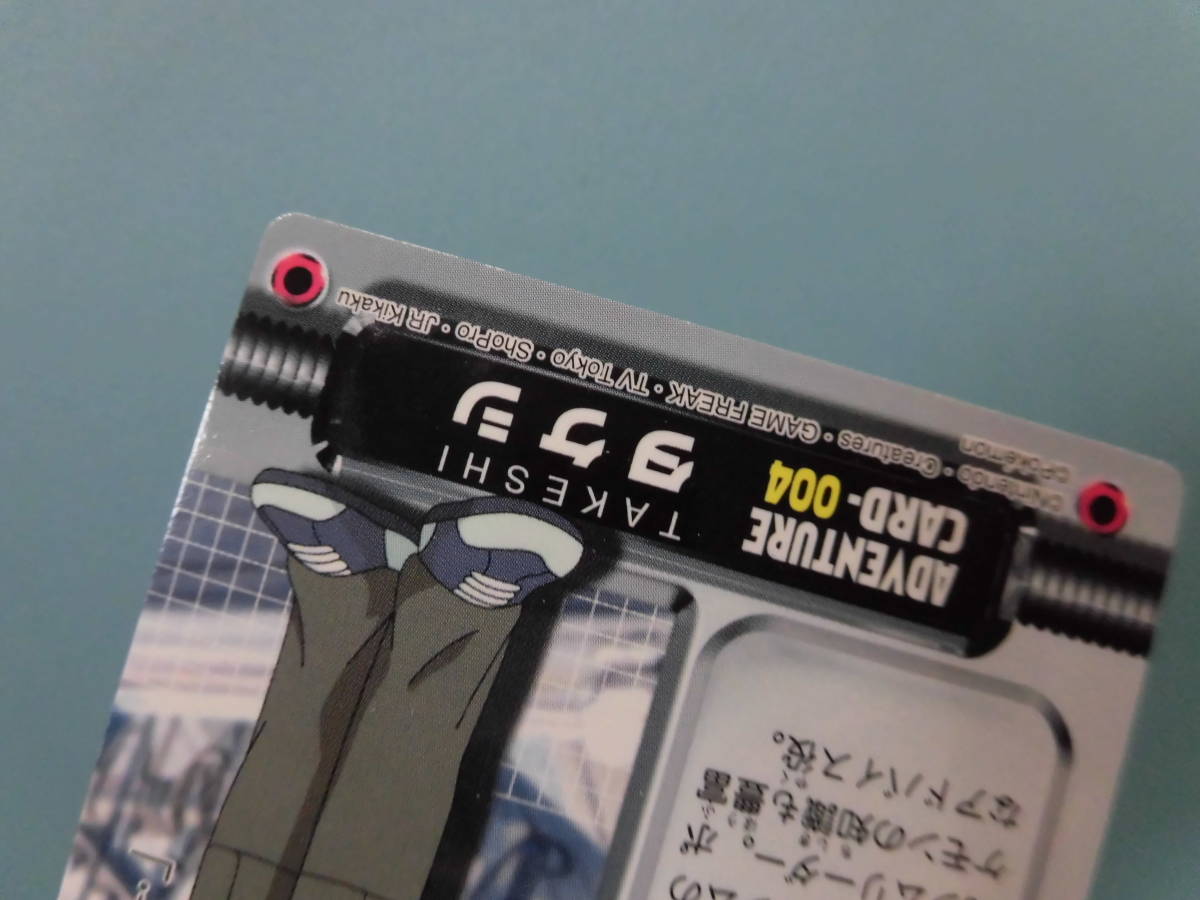 ムの
ムリーダー。ポ
ケモンの知識も豊富
なアドバイス役。
ADVENTURE
CARD-004
TAKESHI
タケシ
©Nintendo・Creatures・GAME FREAK・TV Tokyo・ShoPro・JR Kikaku
©Pokémon